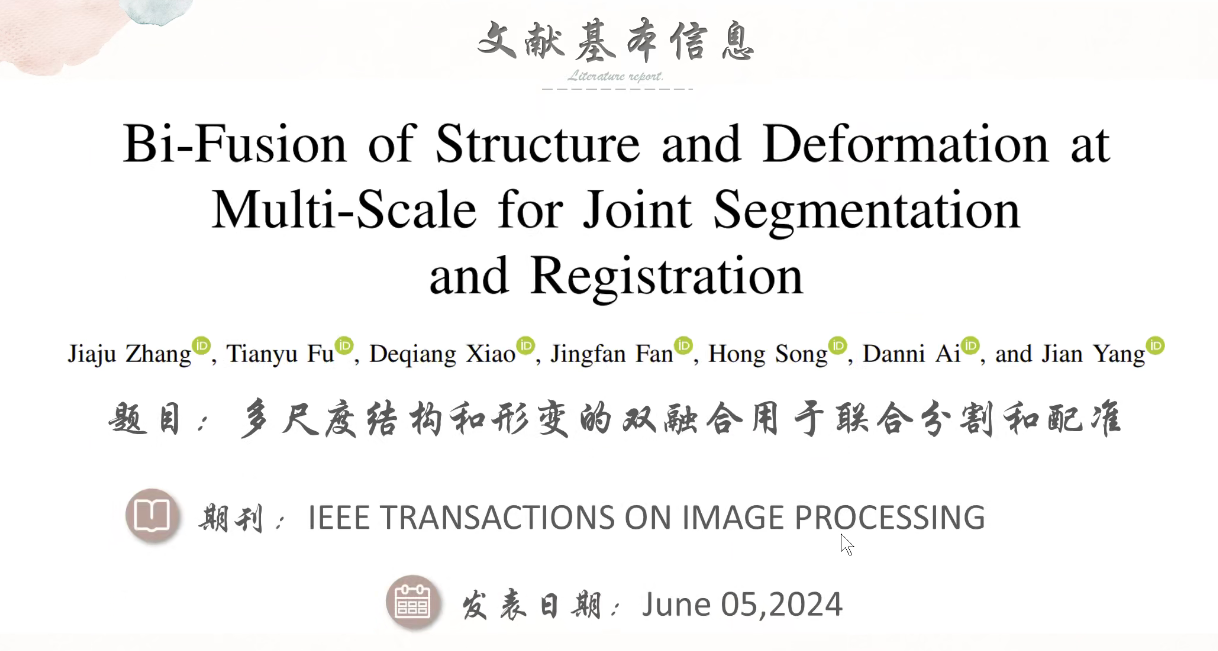 文献基本信息
Literature report.
Bi-Fusion of Structure and Deformation at
Multi-Scale for Joint Segmentation
and Registration
Jiaju Zhang, Tianyu Fu, Deqiang Xiao, Jingfan Fan, Hong Song, Danni Ai, and Jian Yang
题目：多尺度结构和形变的双融合用于联合分割和配准
期刊：IEEE TRANSACTIONS ON IMAGE PROCESSING
发表日期：June 05,2024